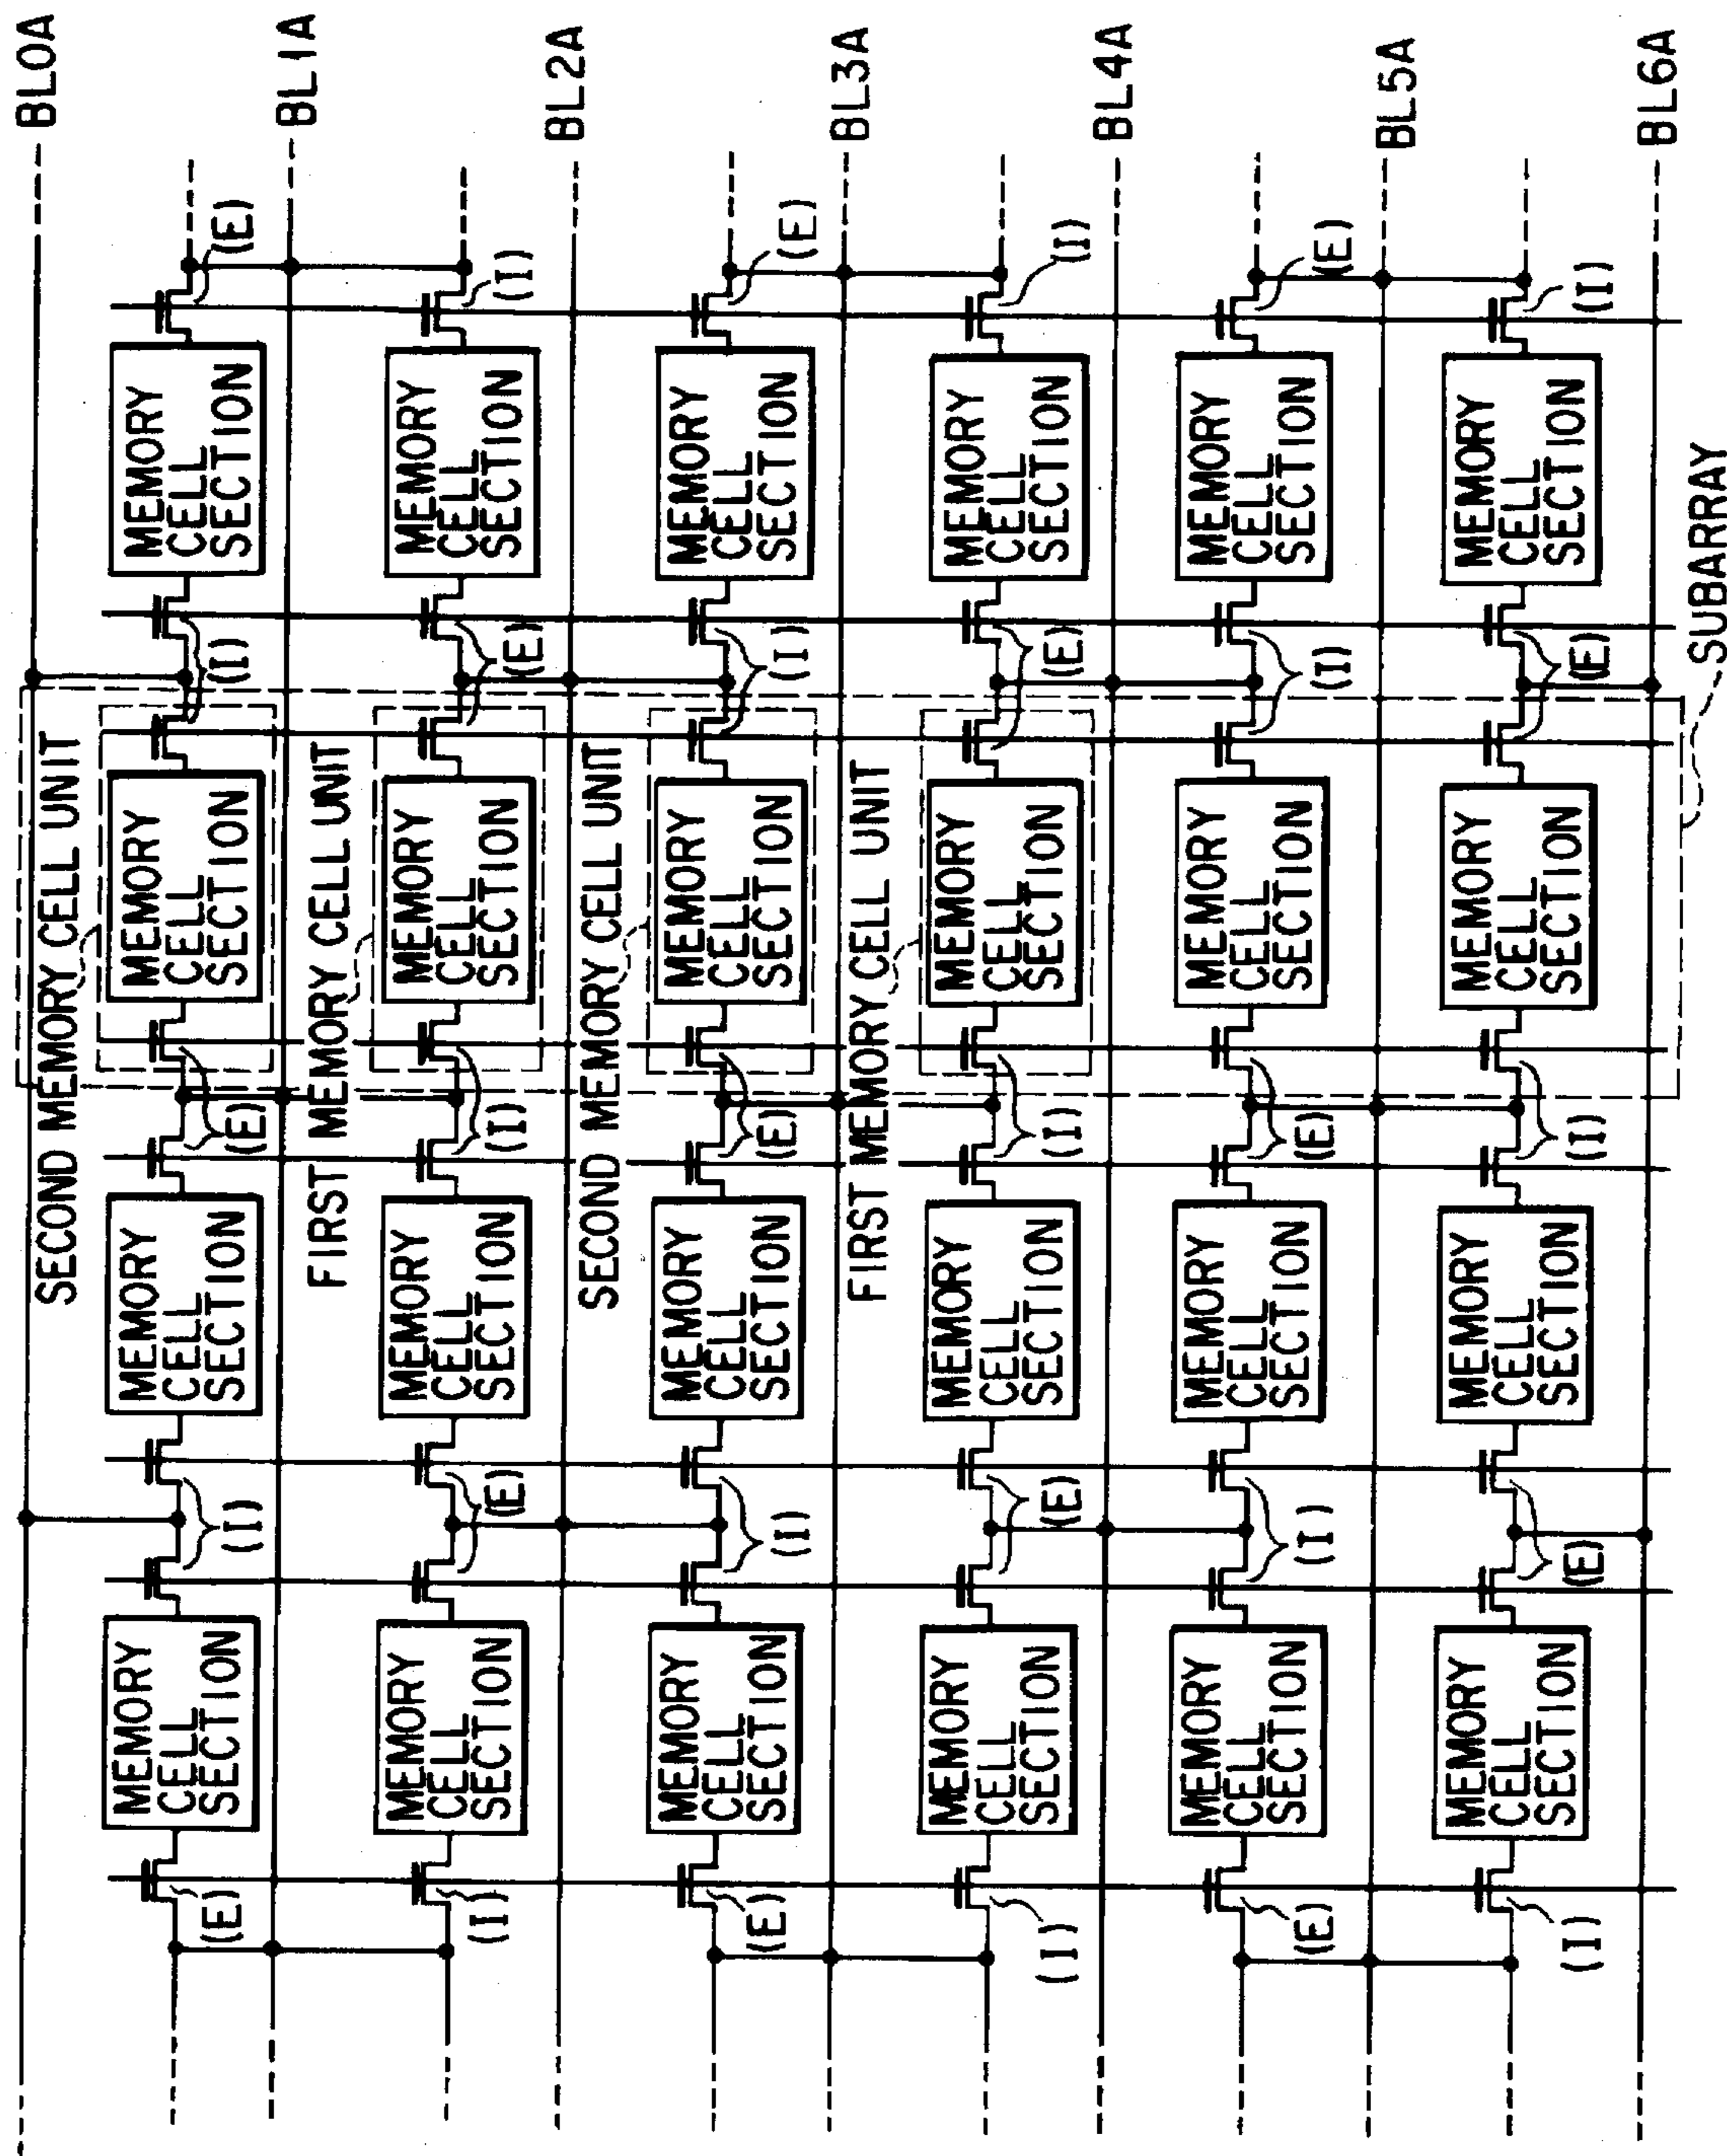 BL0A
SECOND MEMORY CELL UNIT
MEMORY
CELL
SECTION
MEMORY
CELL
SECTION
MEMORY
CELL
SECTION
MEMORY
CELL
SECTION
(E)
(I)
(E)
(I)
(E)
BL1A
FIRST MEMORY CELL UNIT
MEMORY
CELL
SECTION
MEMORY
CELL
SECTION
MEMORY
CELL
SECTION
MEMORY
CELL
SECTION
(I)
(E)
(I)
(E)
(I)
BL2A
SECOND MEMORY CELL UNIT
MEMORY
CELL
SECTION
MEMORY
CELL
SECTION
MEMORY
CELL
SECTION
MEMORY
CELL
SECTION
(E)
(I)
(E)
(I)
(E)
BL3A
FIRST MEMORY CELL UNIT
MEMORY
CELL
SECTION
MEMORY
CELL
SECTION
MEMORY
CELL
SECTION
MEMORY
CELL
SECTION
(I)
(E)
(I)
(E)
(I)
BL4A
MEMORY
CELL
SECTION
MEMORY
CELL
SECTION
MEMORY
CELL
SECTION
MEMORY
CELL
SECTION
(E)
(I)
(E)
(I)
(E)
BL5A
MEMORY
CELL
SECTION
MEMORY
CELL
SECTION
MEMORY
CELL
SECTION
MEMORY
CELL
SECTION
(I)
(E)
(I)
(E)
(I)
BL6A
SUBARRAY